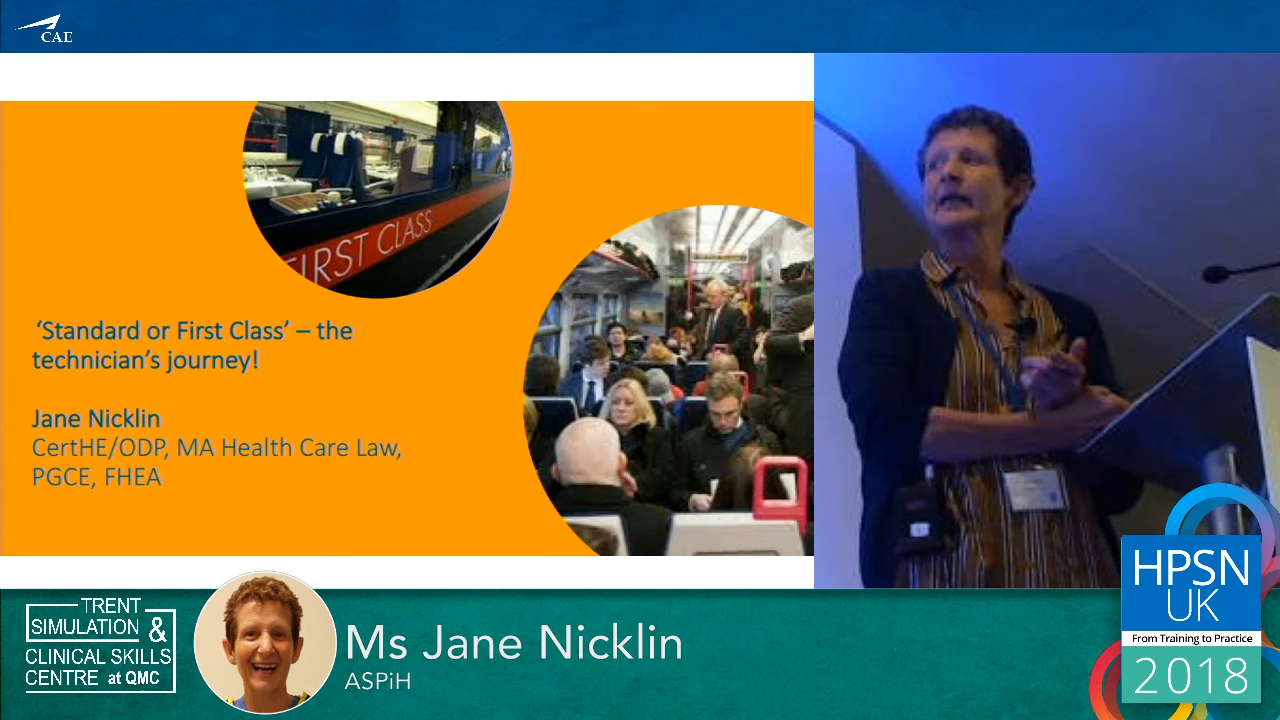 CAE
FIRST CLASS
‘Standard or First Class’ – the
technician’s journey!
Jane Nicklin
CertHE/ODP, MA Health Care Law,
PGCE, FHEA
TRENT
SIMULATION &
CLINICAL SKILLS
CENTRE at QMC
Ms Jane Nicklin
ASPiH
HPSN
UK
From Training to Practice
2018